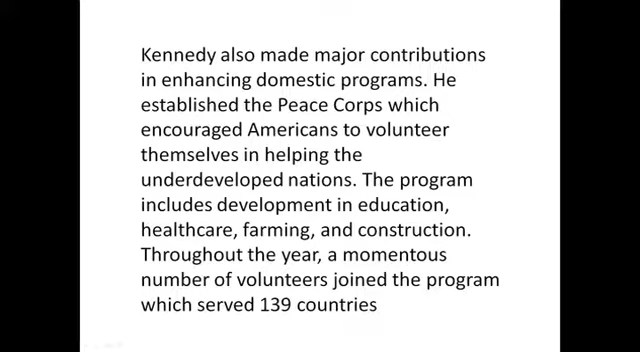 Kennedy also made major contributions
in enhancing domestic programs. He
established the Peace Corps which
encouraged Americans to volunteer
themselves in helping the
underdeveloped nations. The program
includes development in education,
healthcare, farming, and construction.
Throughout the year, a momentous
number of volunteers joined the program
which served 139 countries